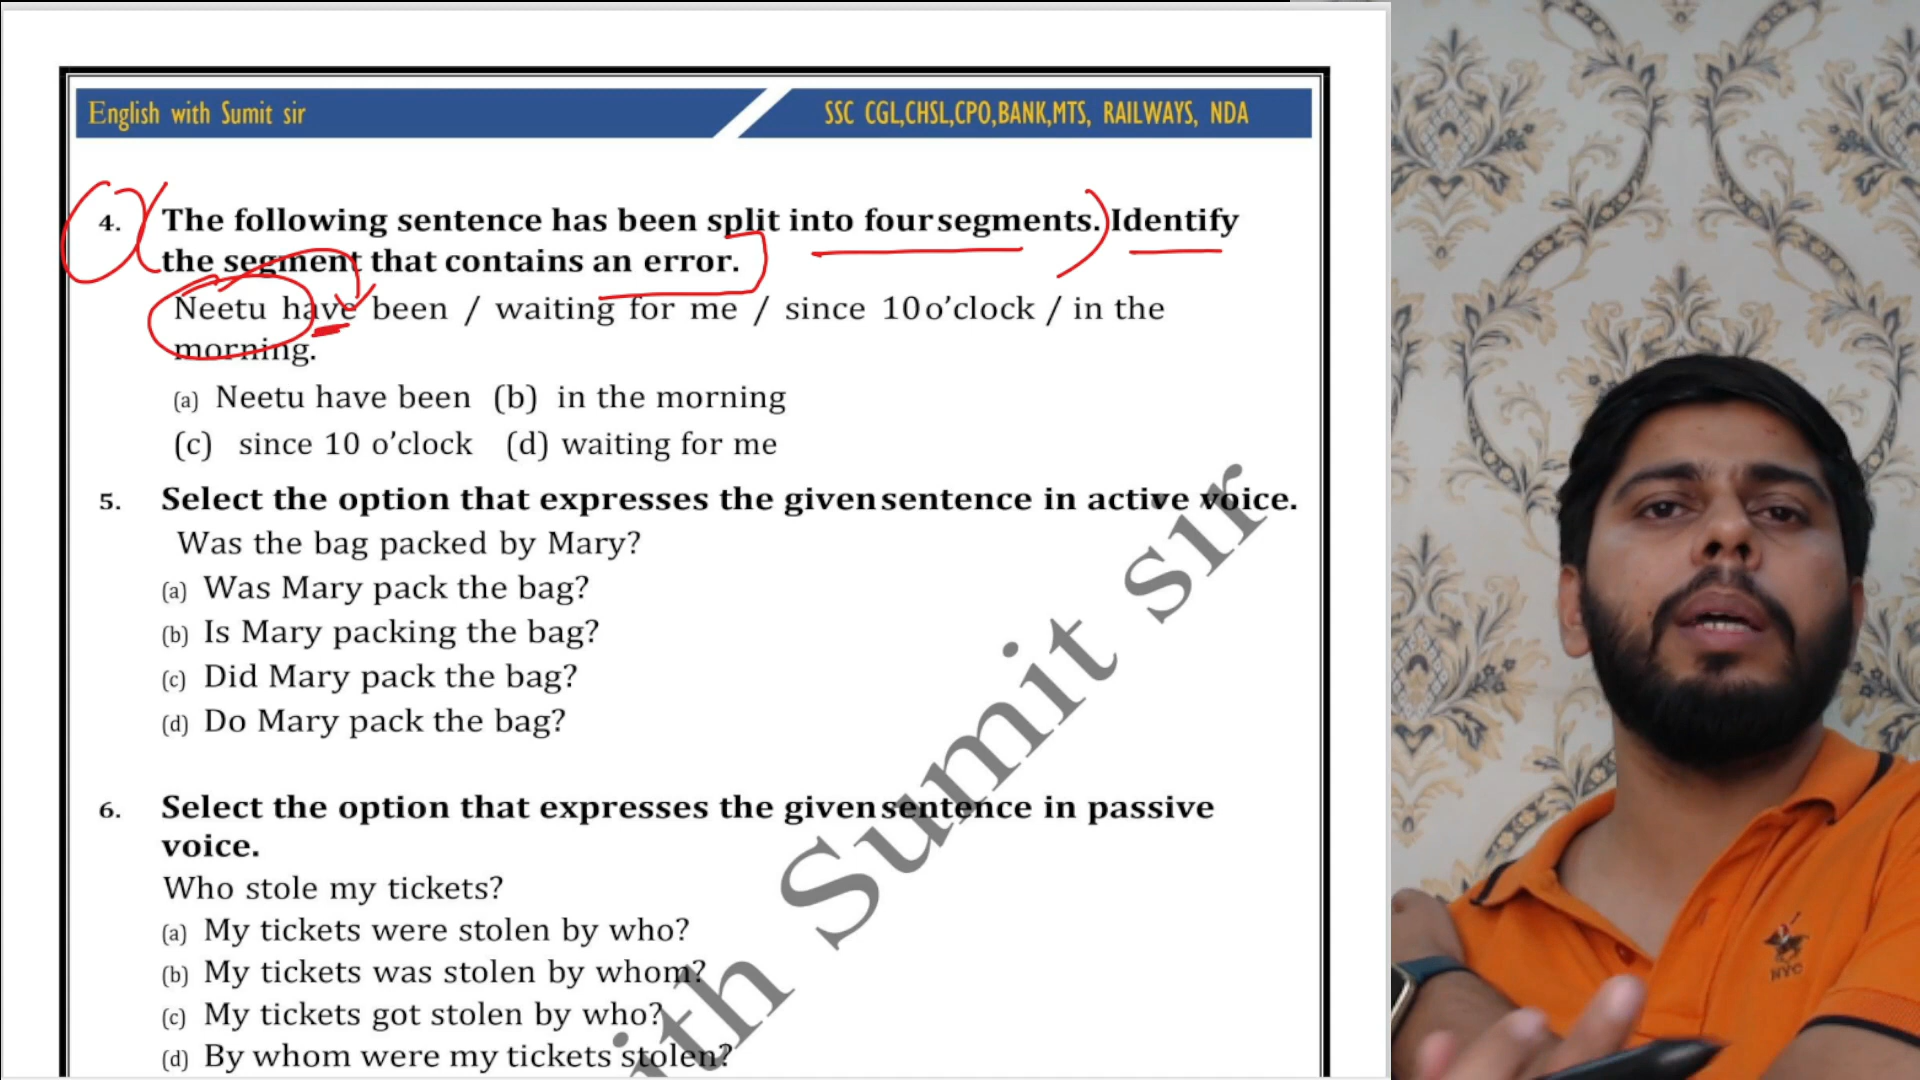 English with Sumit sir
SSC CGL,CHSL,CPO,BANK,MTS, RAILWAYS, NDA
4. The following sentence has been split into four segments. Identify
the segment that contains an error.
Neetu have been / waiting for me / since 10 o'clock / in the
morning.
(a) Neetu have been (b) in the morning
(c) since 10 o'clock (d) waiting for me
5. Select the option that expresses the given sentence in active voice.
Was the bag packed by Mary?
(a) Was Mary pack the bag?
(b) Is Mary packing the bag?
(c) Did Mary pack the bag?
(d) Do Mary pack the bag?
6. Select the option that expresses the given sentence in passive
voice.
Who stole my tickets?
(a) My tickets were stolen by who?
(b) My tickets was stolen by whom?
(c) My tickets got stolen by who?
(d) By whom were my tickets stolen?
ith Sumit sir
NYC